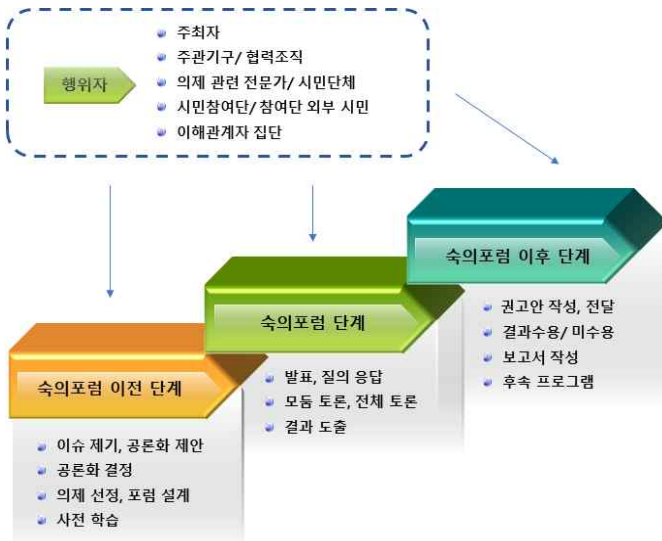 행위자
주최자
주관기구/ 협력조직
의제 관련 전문가/ 시민단체
시민참여단/ 참여단 외부 시민
이해관계자 집단
숙의포럼 이전 단계
이슈 제기, 공론화 제안
공론화 결정
의제 선정, 포럼 설계
사전 학습
숙의포럼 단계
발표, 질의 응답
모둠 토론, 전체 토론
결과 도출
숙의포럼 이후 단계
권고안 작성, 전달
결과수용/ 미수용
보고서 작성
후속 프로그램